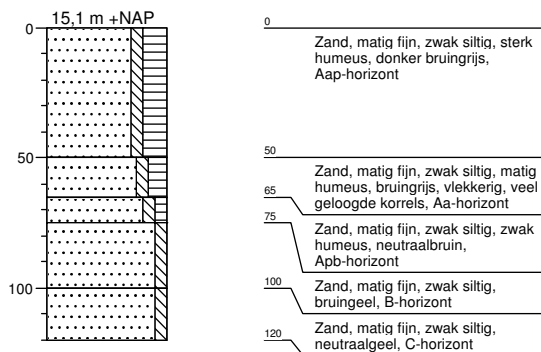 15,1 m +NAP
0
50
100
0
Zand, matig fijn, zwak siltig, sterk
humeus, donker bruingrijs,
Aap-horizont
50
Zand, matig fijn, zwak siltig, matig
humeus, bruingrijs, vlekkerig, veel
geloogde korrels, Aa-horizont
65
75
Zand, matig fijn, zwak siltig, zwak
humeus, neutraalbruin,
Apb-horizont
100
Zand, matig fijn, zwak siltig,
bruingeel, B-horizont
120
Zand, matig fijn, zwak siltig,
neutraalgeel, C-horizont